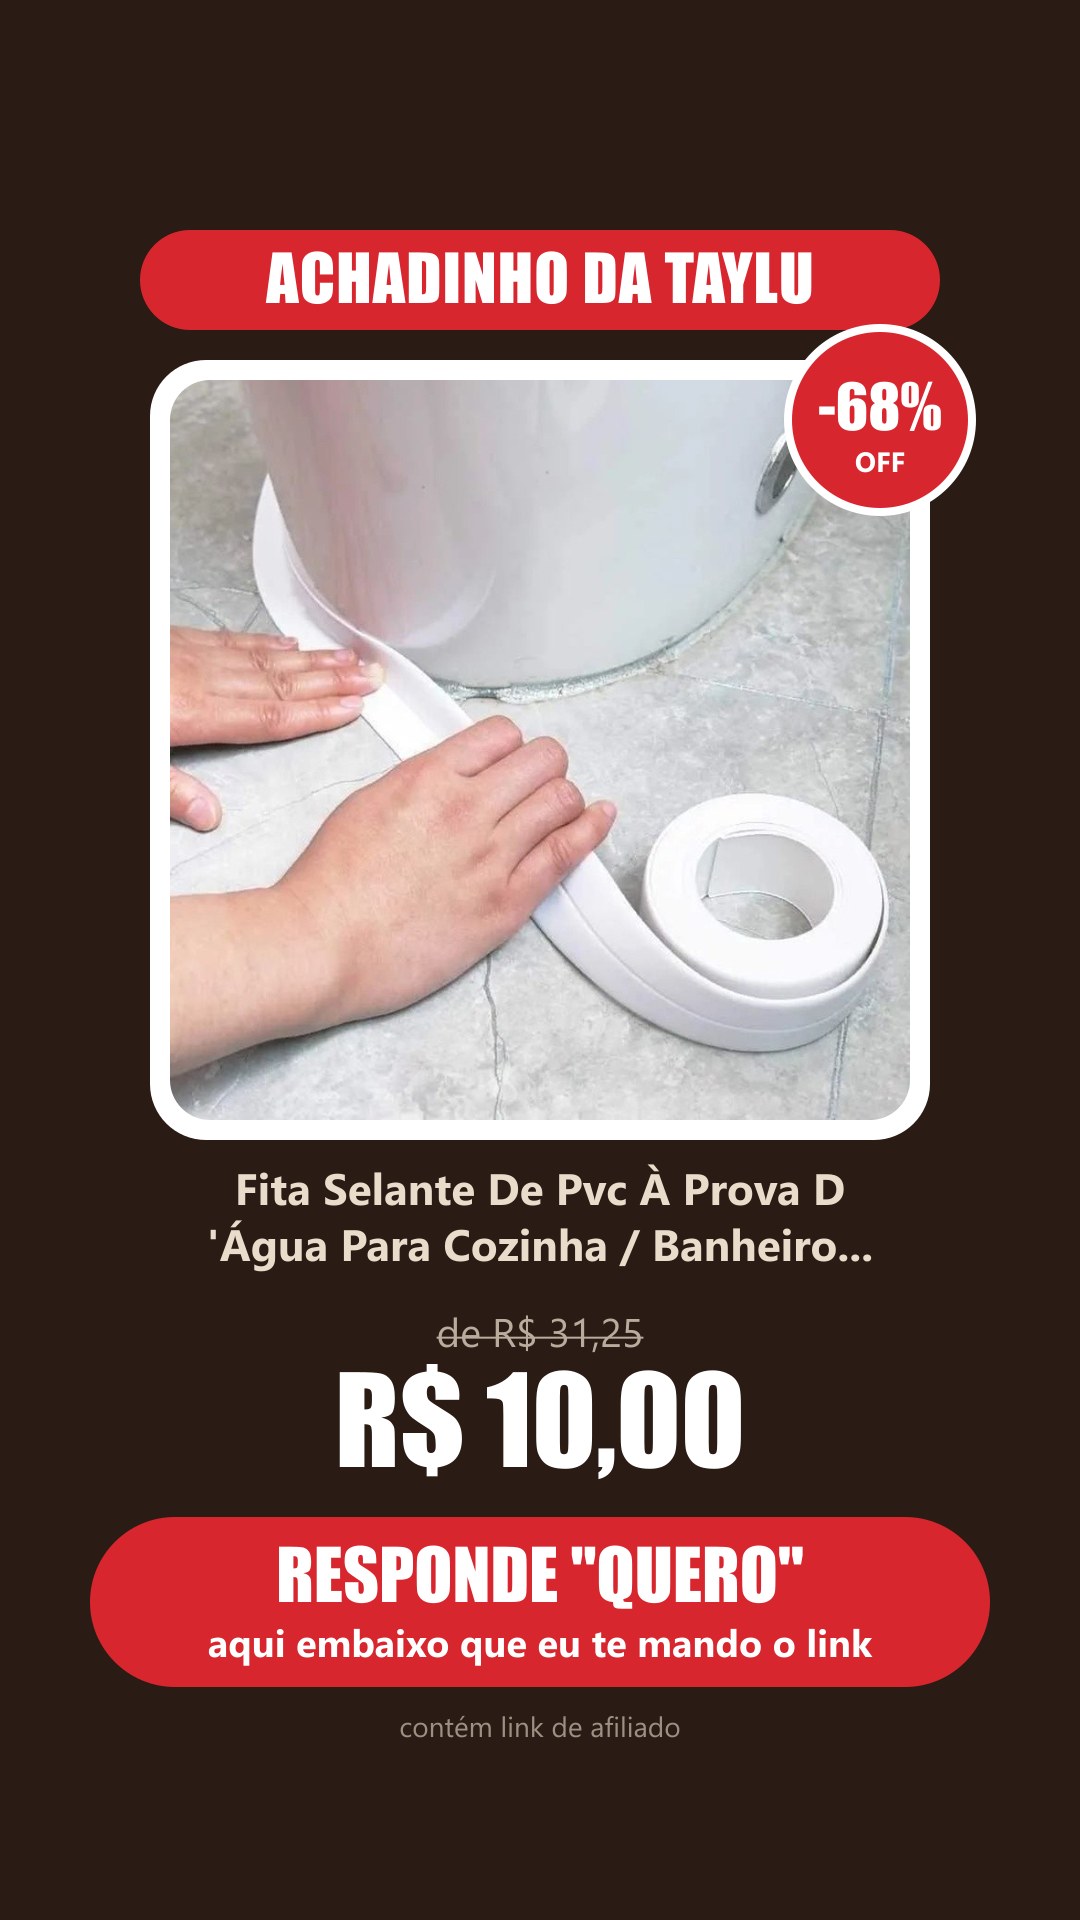 ACHADINHO DA TAYLU
-68%
OFF
Fita Selante De Pvc À Prova D
'Água Para Cozinha / Banheiro...
de R$ 31,25
R$ 10,00
RESPONDE "QUERO"
aqui embaixo que eu te mando o link
contém link de afiliado